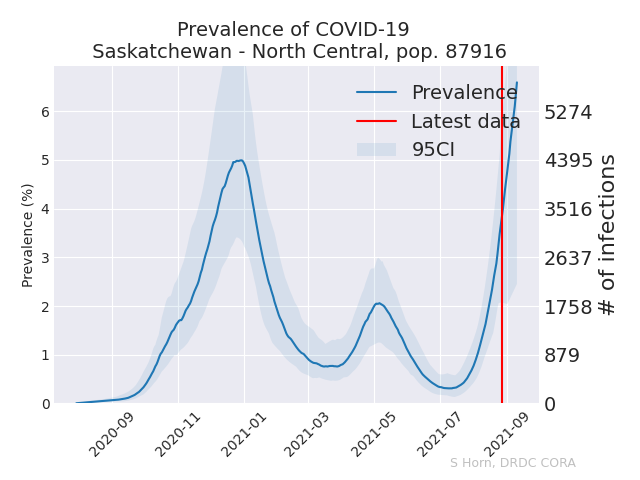 Prevalence of COVID-19
Saskatchewan - North Central, pop. 87916
Prevalence
Latest data
95CI
Prevalence (%)
6
5
4
3
2
1
0
5274
4395
3516
2637
1758
879
0
# of infections
2020-09
2020-11
2021-01
2021-03
2021-05
2021-07
2021-09
S Horn, DRDC CORA